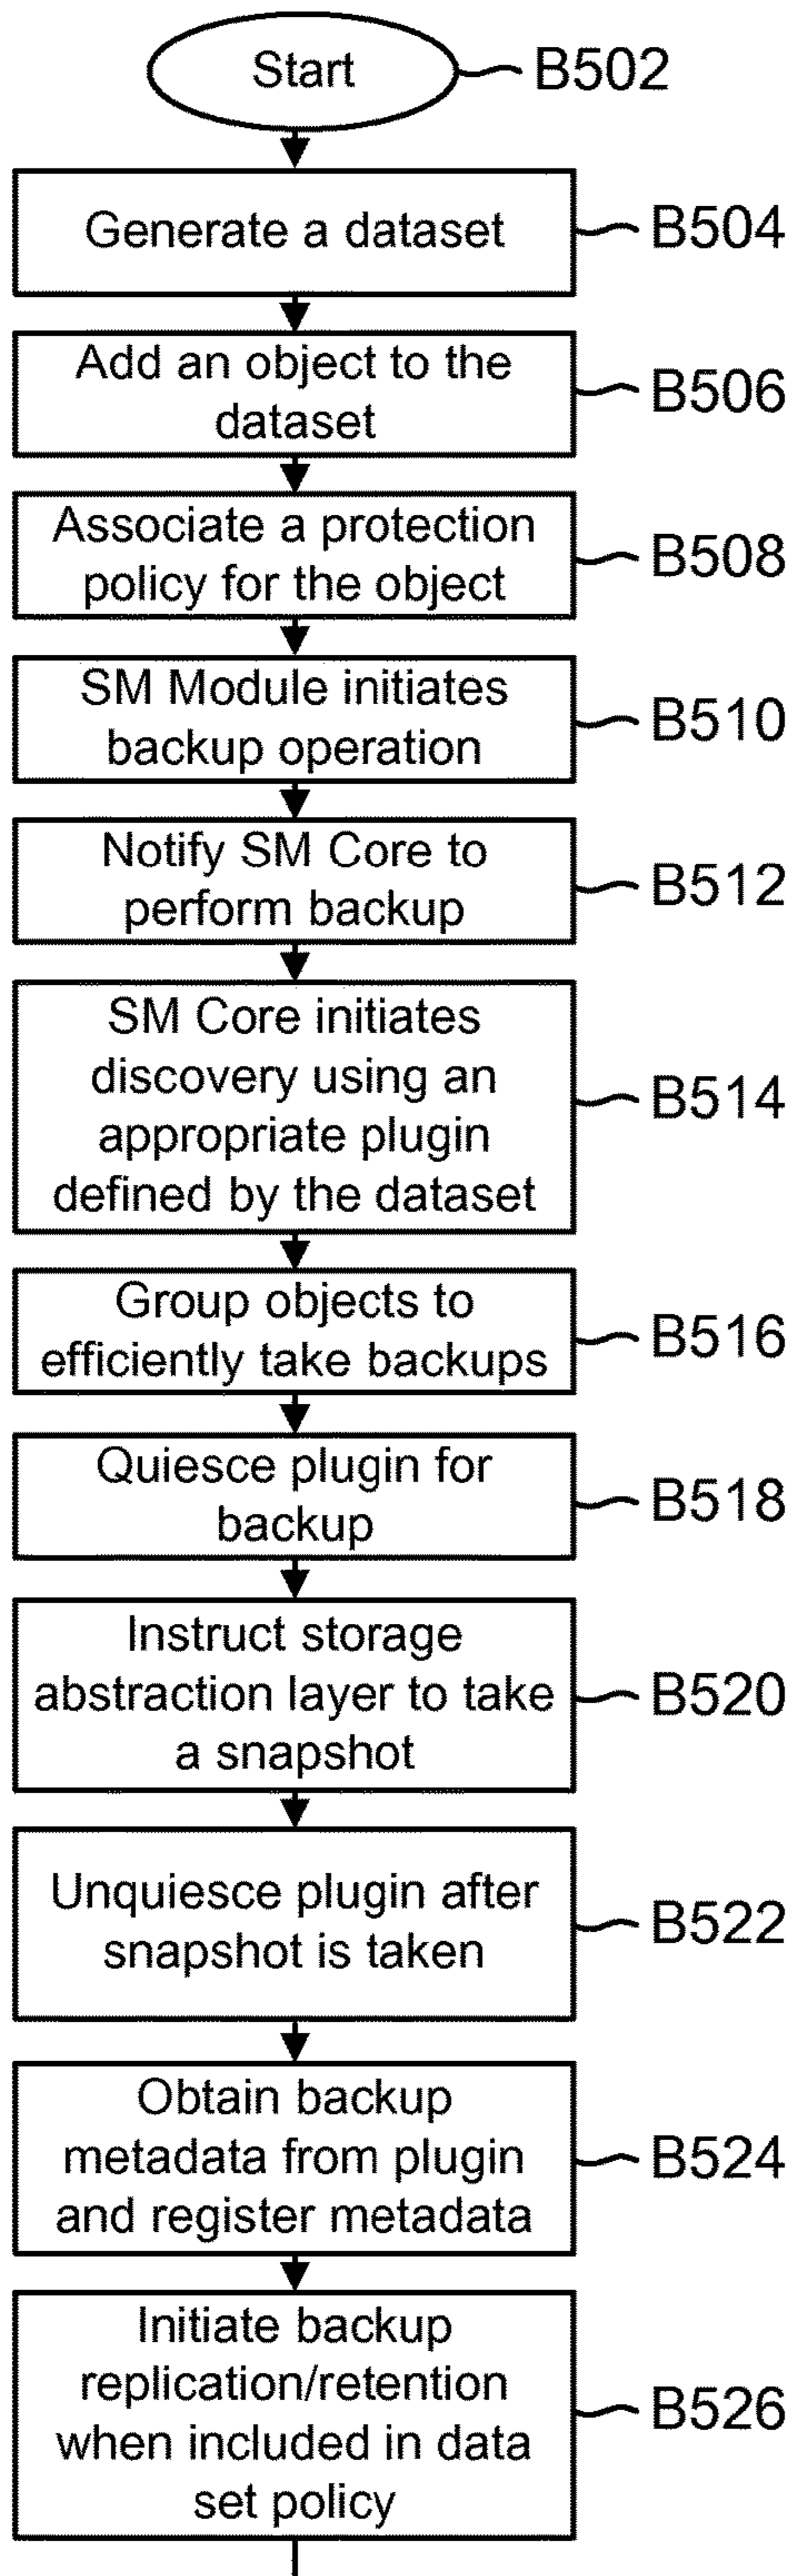 Start
B502
Generate a dataset
B504
Add an object to the
dataset
B506
Associate a protection
policy for the object
B508
SM Module initiates
backup operation
B510
Notify SM Core to
perform backup
B512
SM Core initiates
discovery using an
appropriate plugin
defined by the dataset
B514
Group objects to
efficiently take backups
B516
Quiesce plugin for
backup
B518
Instruct storage
abstraction layer to take
a snapshot
B520
Unquiesce plugin after
snapshot is taken
B522
Obtain backup
metadata from plugin
and register metadata
B524
Initiate backup
replication/retention
when included in data
set policy
B526